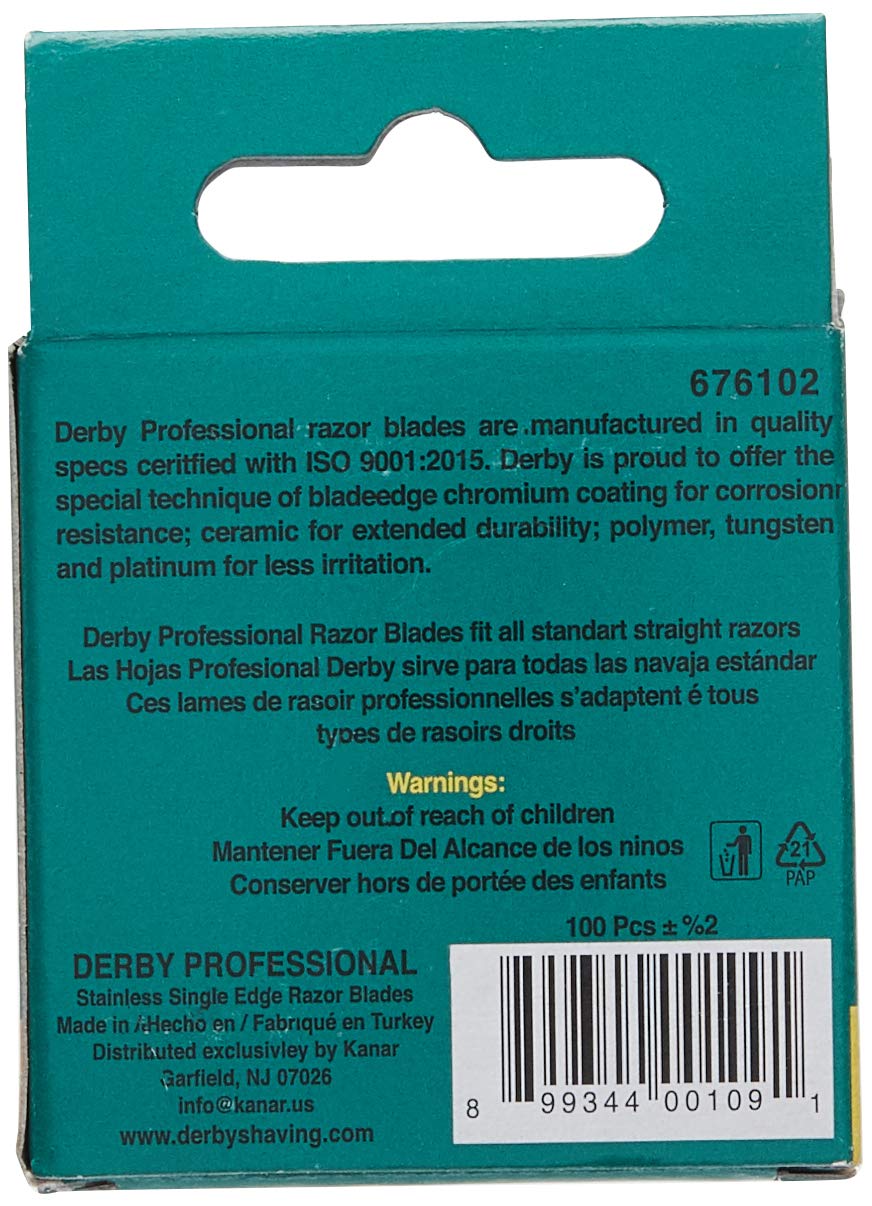 676102
Derby Professional razor blades are manufactured in quality
specs ceritfied with ISO 9001:2015. Derby is proud to offer the
special technique of bladeedge chromium coating for corrosionr
resistance; ceramic for extended durability; polymer, tungsten
and platinum for less irritation.
Derby Professional Razor Blades fit all standart straight razors
Las Hojas Profesional Derby sirve para todas las navaja estándar
Ces lames de rasoir professionnelles s'adaptent é tous
types de rasoirs droits
Warnings:
Keep out of reach of children
Mantener Fuera Del Alcance de los ninos
Conserver hors de portée des enfants
21
PAP
100 Pcs ± %2
DERBY PROFESSIONAL
Stainless Single Edge Razor Blades
Made in / Hecho en / Fabriqué en Turkey
Distributed exclusivley by Kanar
Garfield, NJ 07026
info@kanar.us
www.derbyshaving.com
8 99344 00109 1